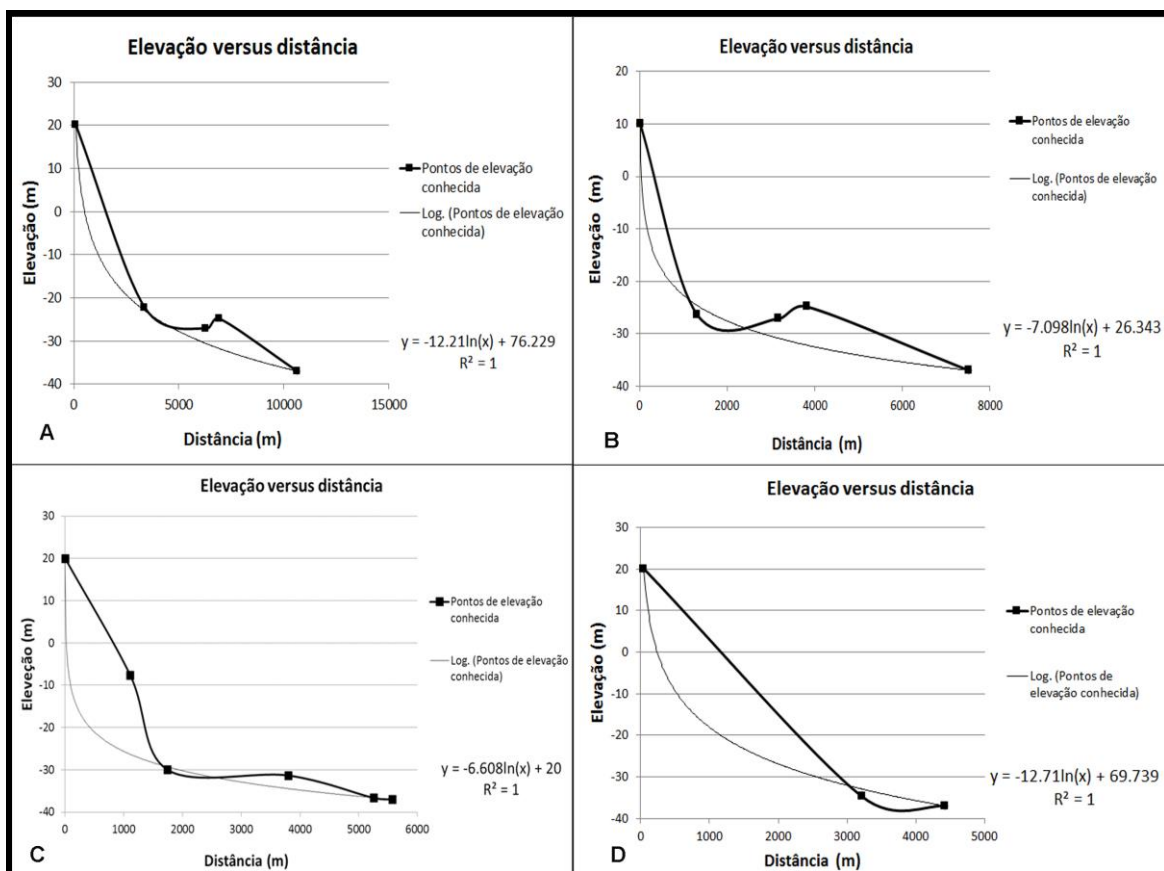 Elevação versus distância
Elevação (m)
30
20
10
0
-10
-20
-30
-40
0
5000
10000
15000
Distância (m)
Pontos de elevação
conhecida
Log. (Pontos de elevação
conhecida)
y = -12.21ln(x) + 76.229
R² = 1
A
Elevação versus distância
Elevação (m)
20
10
0
-10
-20
-30
-40
0
2000
4000
6000
8000
Distância (m)
Pontos de elevação
conhecida
Log. (Pontos de elevação
conhecida)
y = -7.098ln(x) + 26.343
R² = 1
B
Elevação versus distância
Eleveção (m)
30
20
10
0
-10
-20
-30
-40
0
1000
2000
3000
4000
5000
6000
Distância (m)
Pontos de elevação
conhecida
Log. (Pontos de elevação
conhecida)
y = -6.608ln(x) + 20
R² = 1
C
Elevação versus distância
Elevação (m)
30
20
10
0
-10
-20
-30
-40
0
1000
2000
3000
4000
5000
Distância (m)
Pontos de elevação
conhecida
Log. (Pontos de
elevação conhecida)
y = -12.71ln(x) + 69.739
R² = 1
D